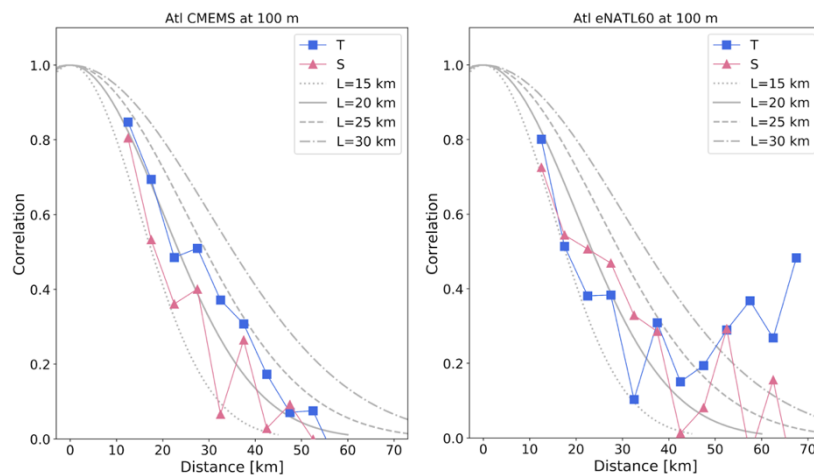 Atl CMEMS at 100 m
T
S
L=15 km
L=20 km
L=25 km
L=30 km
1.0
0.8
0.6
0.4
0.2
0.0
Correlation
0 10 20 30 40 50 60 70
Distance [km]
Atl eNATL60 at 100 m
T
S
L=15 km
L=20 km
L=25 km
L=30 km
1.0
0.8
0.6
0.4
0.2
0.0
Correlation
0 10 20 30 40 50 60 70
Distance [km]